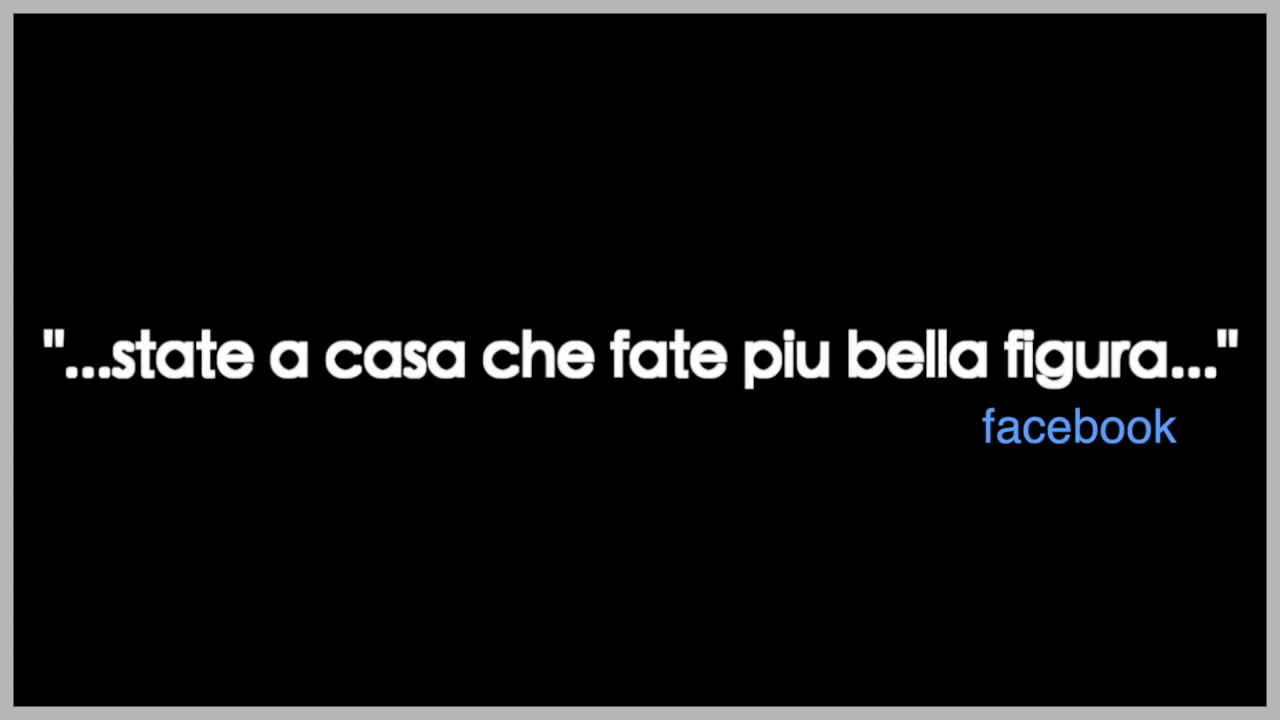 "...state a casa che fate piu bella figura..."
facebook